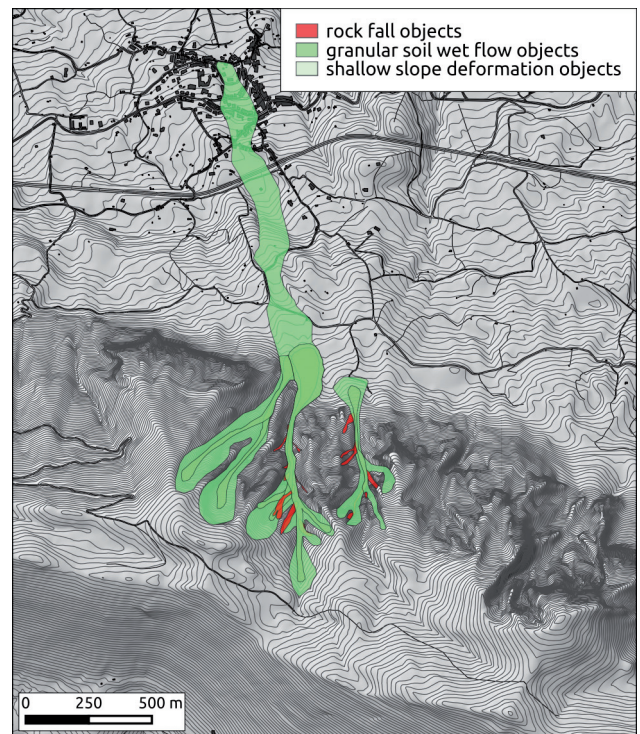 rock fall objects
granular soil wet flow objects
shallow slope deformation objects
0 250 500 m